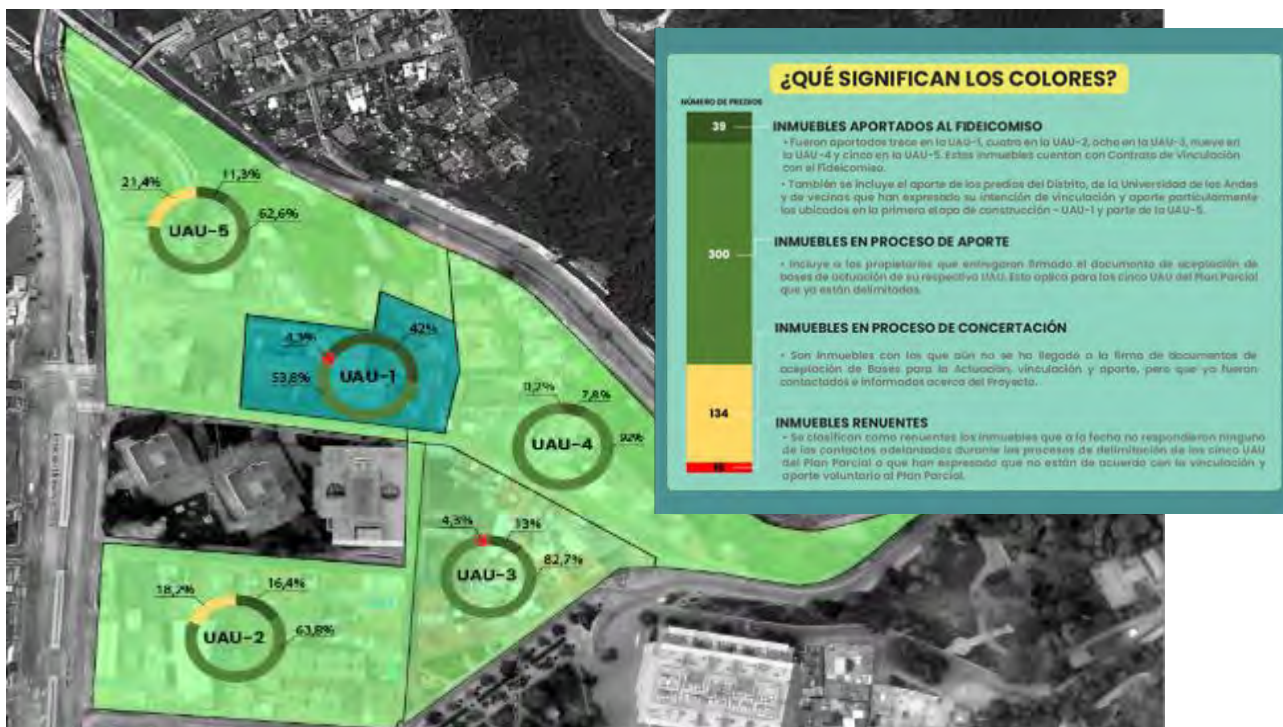 21,4%
11,3%
62,6%
UAU-5
4,3%
42%
53,8%
UAU-1
0,2%
7,8%
92%
UAU-4
4,3%
13%
82,7%
UAU-3
18,2%
16,4%
63,8%
UAU-2
¿QUÉ SIGNIFICAN LOS COLORES?
NÚMERO DE PREDIOS
39
INMUEBLES APORTADOS AL FIDEICOMISO
• Fueron aportados trece en la UAU-1, cuatro en la UAU-2, ocho en la UAU-3, nueve en
la UAU-4 y cinco en la UAU-5. Estos inmuebles cuentan con Contrato de Vinculación
con el Fideicomiso.
• También se incluye el aporte de los predios del Distrito, de la Universidad de los Andes
y de vecinos que han expresado su intención de vinculación y aporte particularmente
los ubicados en la primera etapa de construcción - UAU-1 y parte de la UAU-5.
300
INMUEBLES EN PROCESO DE APORTE
• Incluye a los propietarios que entregaron firmado el documento de aceptación de
bases de actuación de su respectiva UAU. Esto aplica para las cinco UAU del Plan Parcial
que ya están delimitadas.
INMUEBLES EN PROCESO DE CONCERTACIÓN
• Son inmuebles con los que aún no se ha llegado a la firma de documentos de
aceptación de Bases para la Actuación, vinculación y aporte, pero que ya fueron
contactados e informados acerca del Proyecto.
134
INMUEBLES RENUENTES
• Se clasifican como renuentes los inmuebles que a la fecha no respondieron ninguno
de los contactos adelantados durante los procesos de delimitación de las cinco UAU
del Plan Parcial o que han expresado que no están de acuerdo con la vinculación y
aporte voluntario al Plan Parcial.